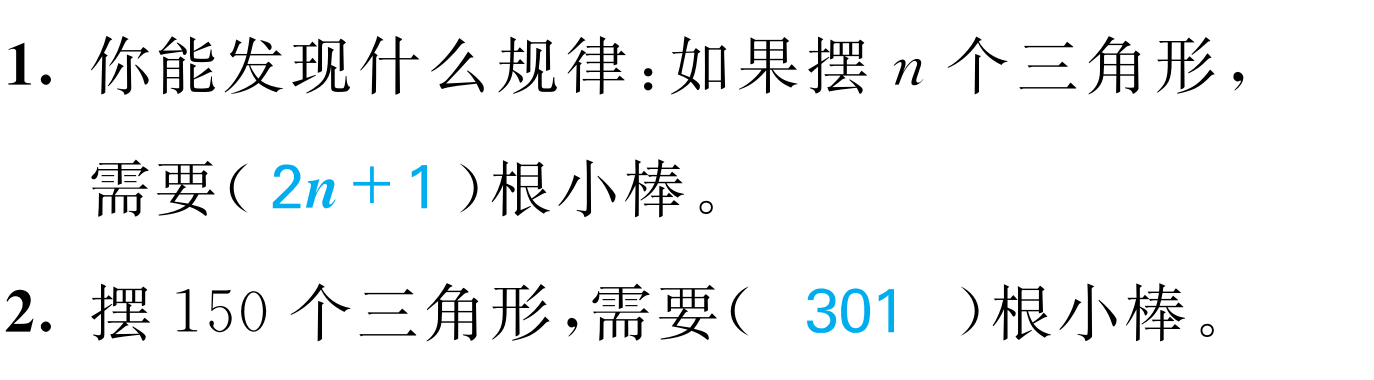 1. 你能发现什么规律:如果摆 n 个三角形,
需要( 2n+1 )根小棒。
2. 摆 150 个三角形,需要( 301 )根小棒。